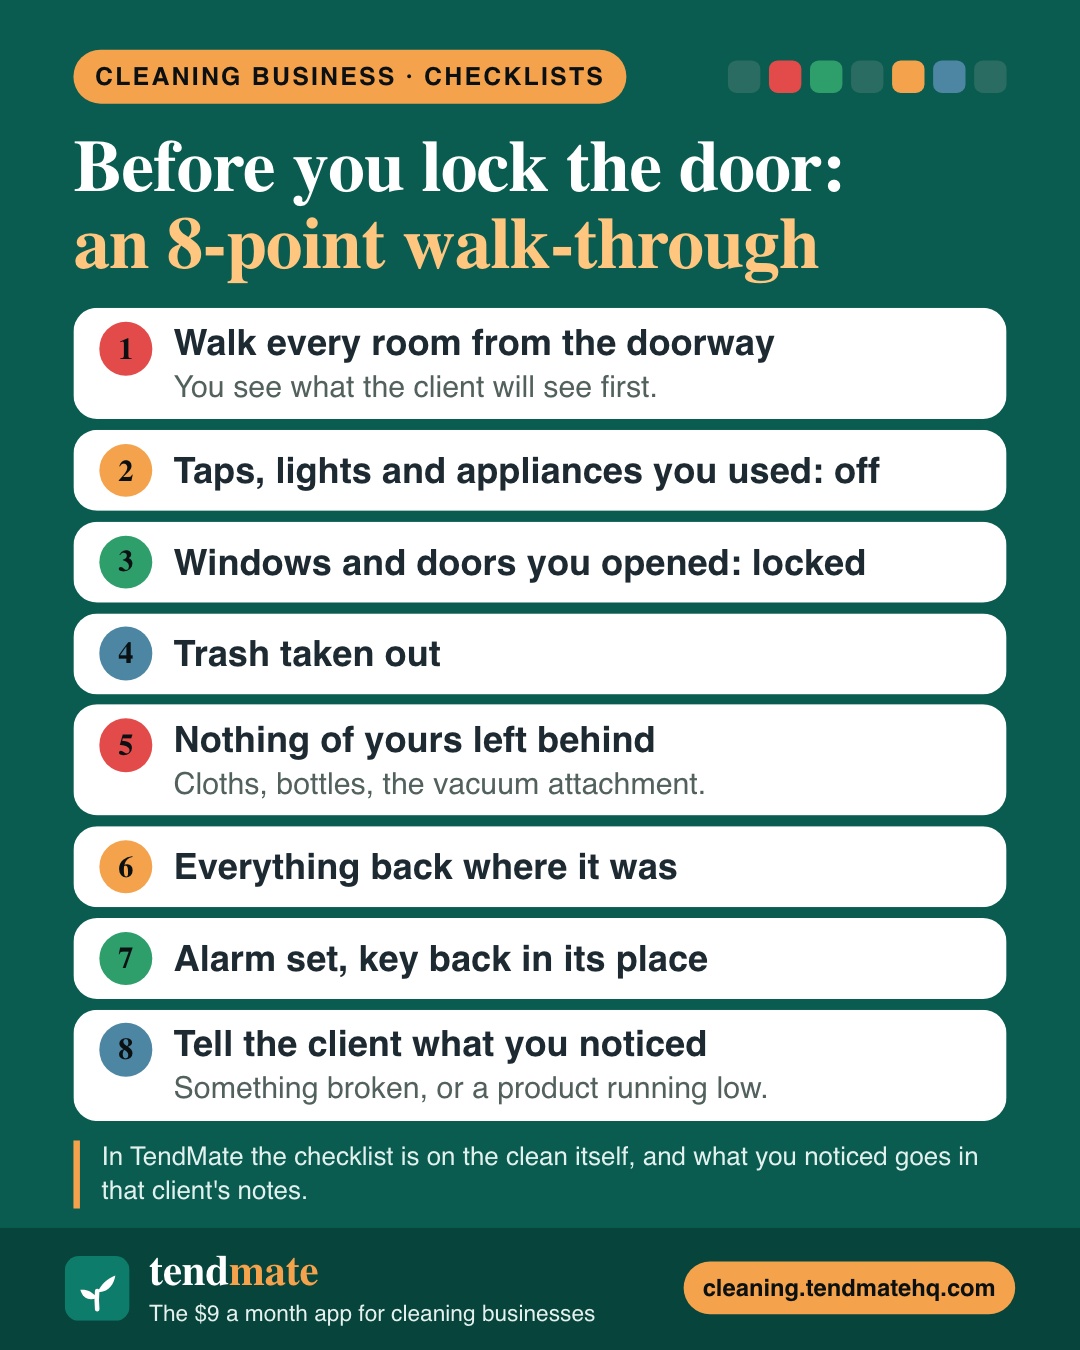 CLEANING BUSINESS · CHECKLISTS
Before you lock the door:
an 8-point walk-through
1 Walk every room from the doorway
You see what the client will see first.
2 Taps, lights and appliances you used: off
3 Windows and doors you opened: locked
4 Trash taken out
5 Nothing of yours left behind
Cloths, bottles, the vacuum attachment.
6 Everything back where it was
7 Alarm set, key back in its place
8 Tell the client what you noticed
Something broken, or a product running low.
In TendMate the checklist is on the clean itself, and what you noticed goes in
that client's notes.
tendmate
The $9 a month app for cleaning businesses
cleaning.tendmatehq.com